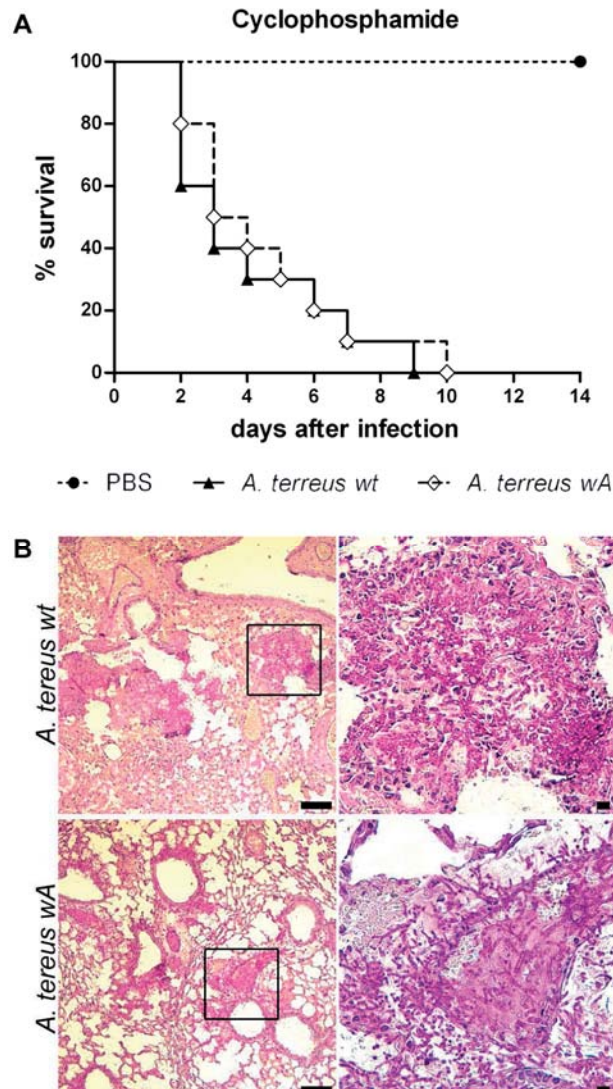 A
Cyclophosphamide
% survival
100
80
60
40
20
0
0 2 4 6 8 10 12 14
days after infection
PBS A. terreus wt A. terreus wA
B
A. tereus wt
A. tereus wA